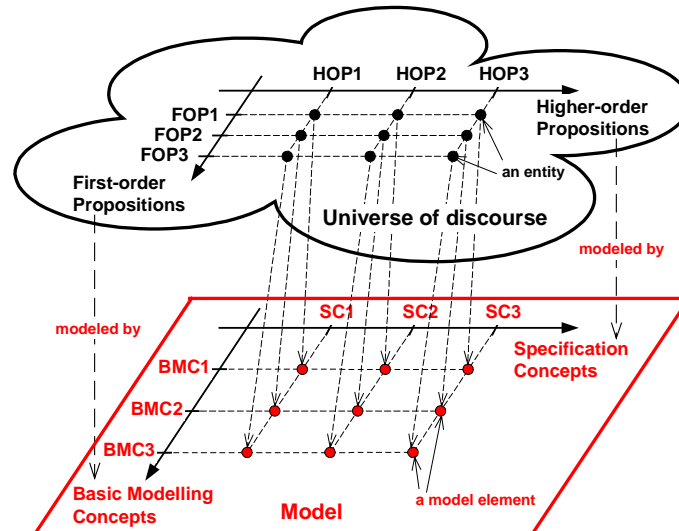 HOP1 HOP2 HOP3
FOP1
FOP2
FOP3
Higher-order
Propositions
an entity
First-order
Propositions
Universe of discourse
modeled by
modeled by
SC1 SC2 SC3
BMC1
BMC2
BMC3
Specification
Concepts
Basic Modelling
Concepts
Model
a model element